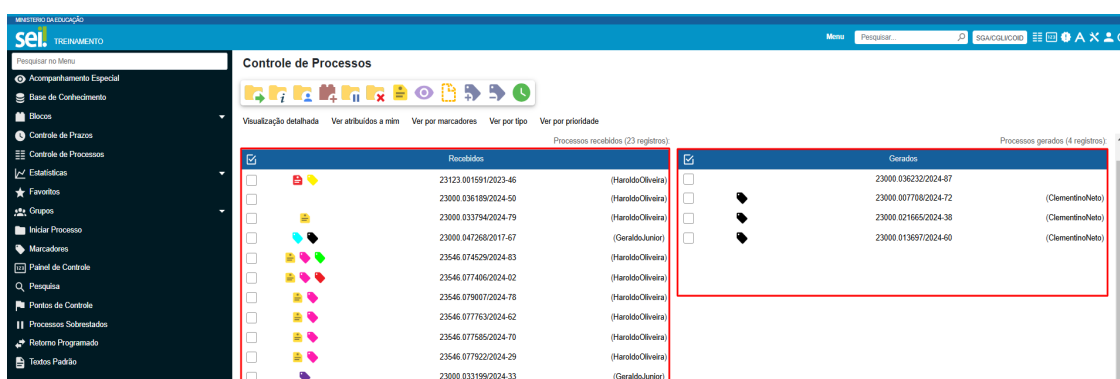 MINISTERIO DA EDUCAÇÃO
sei! TREINAMENTO
Menu
Pesquisar...
SGA/CGLI/COID
Pesquisar no Menu
Acompanhamento Especial
Base de Conhecimento
Blocos
Controle de Prazos
Controle de Processos
Estatísticas
Favoritos
Grupos
Iniciar Processo
Marcadores
Painel de Controle
Pesquisa
Pontos de Controle
Processos Sobrestados
Retorno Programado
Textos Padrão
Controle de Processos
Visualização detalhada Ver atribuídos a mim Ver por marcadores Ver por tipo Ver por prioridade
Processos recebidos (23 registros):
Recebidos
23123.001591/2023-46 (HaroldoOliveira)
23000.036189/2024-50 (HaroldoOliveira)
23000.033794/2024-79 (HaroldoOliveira)
23000.047268/2017-67 (GeraldoJunior)
23546.074529/2024-83 (HaroldoOliveira)
23546.077406/2024-02 (HaroldoOliveira)
23546.079007/2024-78 (HaroldoOliveira)
23546.077763/2024-62 (HaroldoOliveira)
23546.077585/2024-70 (HaroldoOliveira)
23546.077922/2024-29 (HaroldoOliveira)
23000.033199/2024-33 (GeraldoJunior)
Processos gerados (4 registros):
Gerados
23000.036232/2024-87
23000.007708/2024-72 (ClementinoNeto)
23000.021665/2024-38 (ClementinoNeto)
23000.013697/2024-60 (ClementinoNeto)